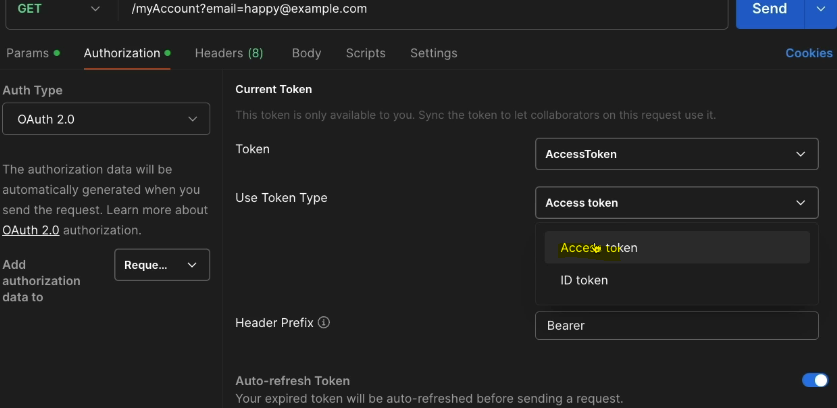 GET /myAccount?email=happy@example.com Send
Params Authorization Headers (8) Body Scripts Settings Cookies
Auth Type
OAuth 2.0
The authorization data will be
automatically generated when you
send the request. Learn more about
OAuth 2.0 authorization.
Add
authorization
data to
Reque...
Current Token
This token is only available to you. Sync the token to let collaborators on this request use it.
Token
AccessToken
Use Token Type
Access token
Access token
ID token
Header Prefix
Bearer
Auto-refresh Token
Your expired token will be auto-refreshed before sending a request.